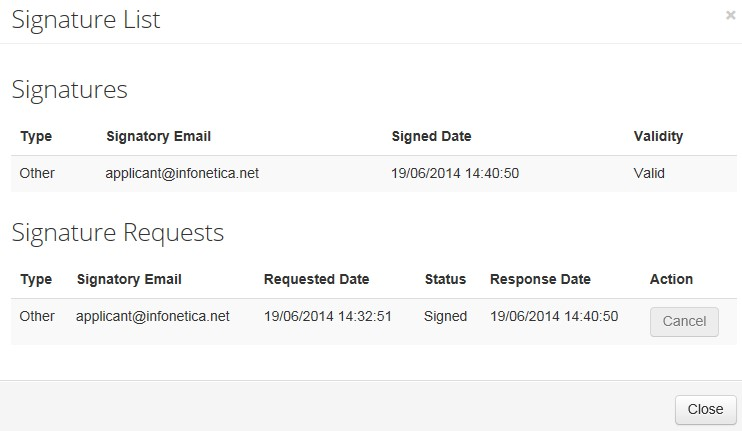 Signature List
×
Signatures
Type Signatory Email Signed Date Validity
Other applicant@infonetica.net 19/06/2014 14:40:50 Valid
Signature Requests
Type Signatory Email Requested Date Status Response Date Action
Other applicant@infonetica.net 19/06/2014 14:32:51 Signed 19/06/2014 14:40:50 Cancel
Close